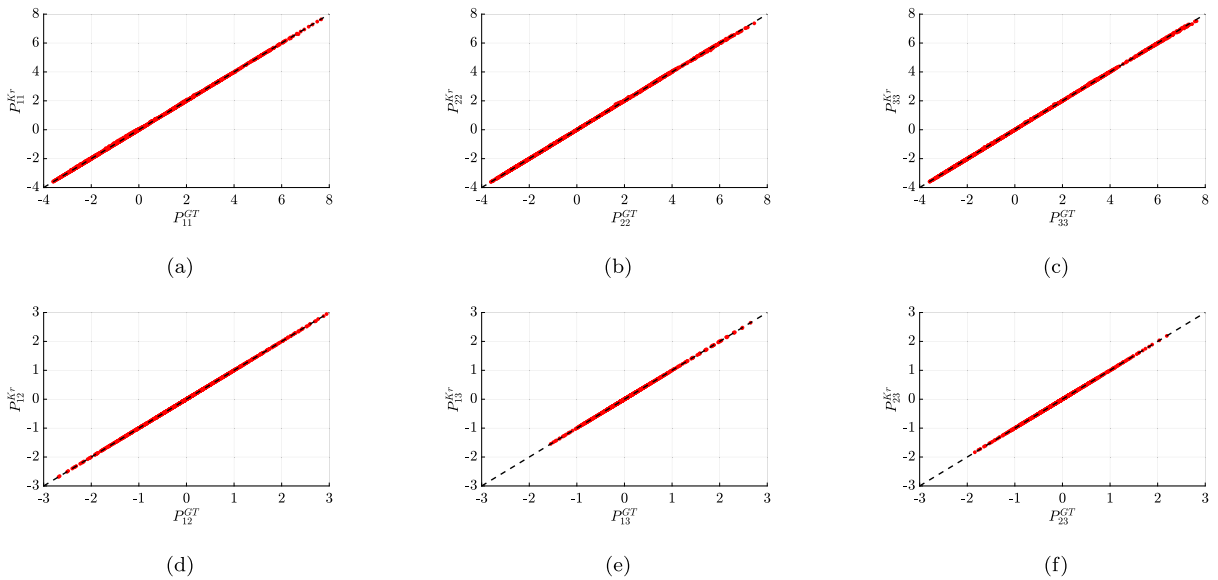 8
6
4
2
0
-2
-4
P_{11}^{Kr}
-4 -2 0 2 4 6 8
P_{11}^{GT}
(a)
8
6
4
2
0
-2
-4
P_{22}^{Kr}
-4 -2 0 2 4 6 8
P_{22}^{GT}
(b)
8
6
4
2
0
-2
-4
P_{33}^{Kr}
-4 -2 0 2 4 6 8
P_{33}^{GT}
(c)
3
2
1
0
-1
-2
-3
P_{12}^{Kr}
-3 -2 -1 0 1 2 3
P_{12}^{GT}
(d)
3
2
1
0
-1
-2
-3
P_{13}^{Kr}
-3 -2 -1 0 1 2 3
P_{13}^{GT}
(e)
3
2
1
0
-1
-2
-3
P_{23}^{Kr}
-3 -2 -1 0 1 2 3
P_{23}^{GT}
(f)